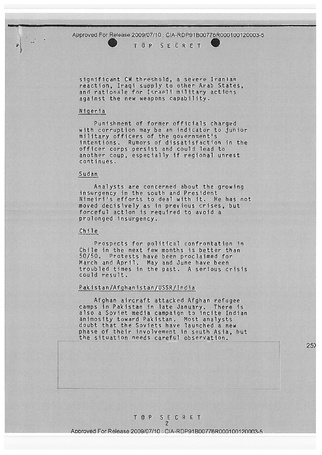 Approved For Release 2009/07/10 : CIA-RDP91B00776R000100120003-5
TOP SECRET
significant CW threshold, a severe Iranian
reaction, Iraqi supply to other Arab States,
and rationale for Israeli military actions
against the new weapons capability.
Nigeria
Punishment of former officials charged
with corruption may be an indicator to junior
military officers of the government's
intentions. Rumors of dissatisfaction in the
officer corps persist and could lead to
another coup, especially if regional unrest
continues.
Sudan
Analysts are concerned about the growing
insurgency in the south and President
Nimeiri's efforts to deal with it. He has not
moved decisively as in previous crises, but
forceful action is required to avoid a
prolonged insurgency.
Chile
Prospects for political confrontation in
Chile in the next few months is better than
50/50. Protests have been proclaimed for
March and April. May and June have been
troubled times in the past. A serious crisis
could result.
Pakistan/Afghanistan/USSR/India
Afghan aircraft attacked Afghan refugee
camps in Pakistan in late January. There is
also a Soviet media campaign to incite Indian
animosity toward Pakistan. Most analysts
doubt that the Soviets have launched a new
phase of their involvement in south Asia, but
the situation needs careful observation.
25X
TOP SECRET
2
Approved For Release 2009/07/10 : CIA-RDP91B00776R000100120003-5